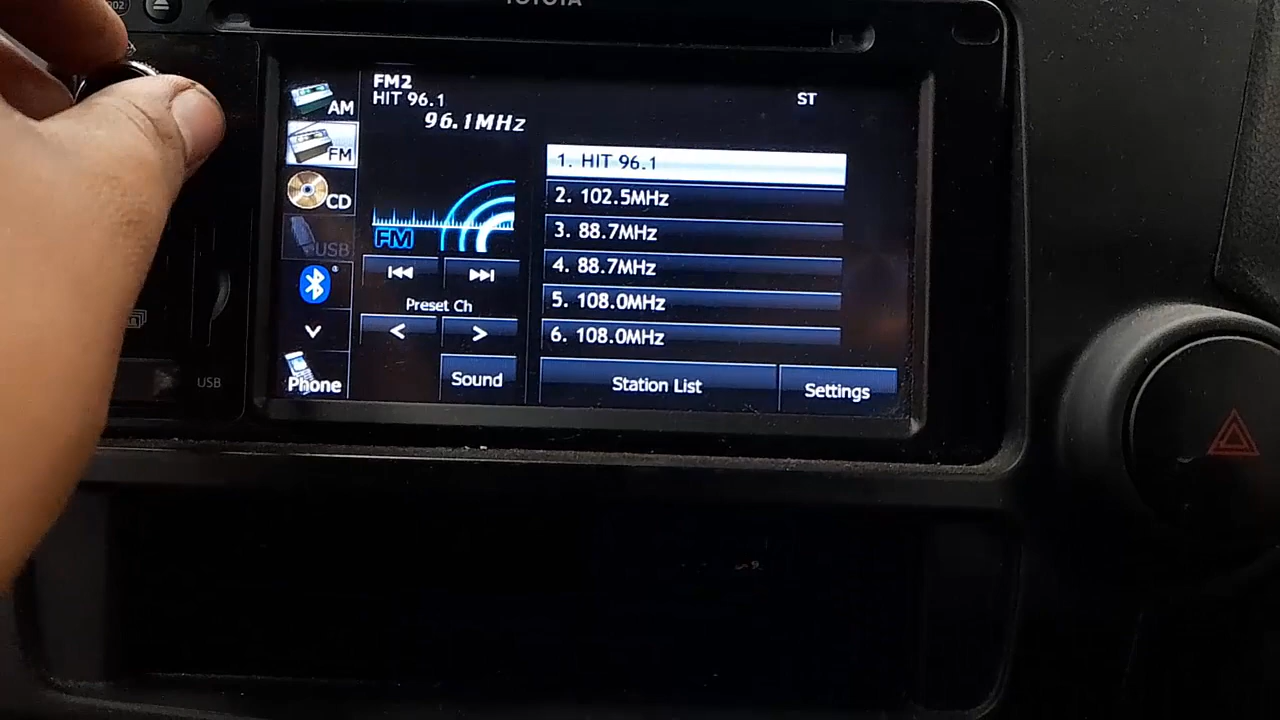 TOYOTA
AM
FM
CD
USB
Phone
FM2
HIT 96.1
96.1MHz
ST
FM
Preset Ch
<
>
Sound
1. HIT 96.1
2. 102.5MHz
3. 88.7MHz
4. 88.7MHz
5. 108.0MHz
6. 108.0MHz
Station List
Settings
USB